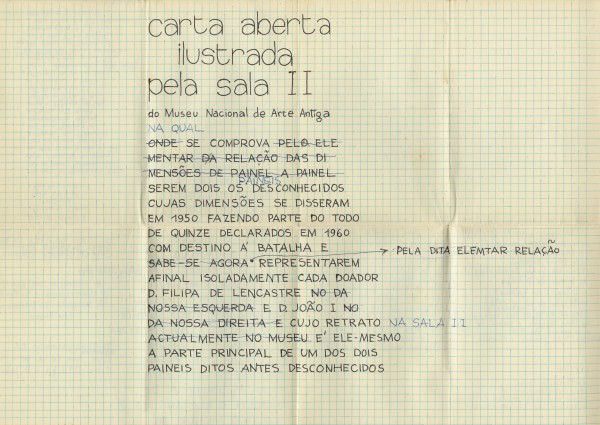 carta aberta
ilustrada
pela sala II
do Museu Nacional de Arte Antiga
NA QUAL
ONDE SE COMPROVA PELO ELE
MENTAR DA RELAÇÃO DAS DI
MENSÕES DE PAINEL A PAINEL
PAINEIS
SEREM DOIS OS DESCONHECIDOS
CUJAS DIMENSÕES SE DISSERAM
EM 1950 FAZENDO PARTE DO TODO
DE QUINZE DECLARADOS EM 1960
COM DESTINO Á BATALHA E
SABE-SE AGORA REPRESENTAREM → PELA DITA ELEMTAR RELAÇÃO
AFINAL ISOLADAMENTE CADA DOADOR
D. FILIPA DE LENCASTRE NO DA
NOSSA ESQUERDA E D. JOÃO I NO
DA NOSSA DIREITA E CUJO RETRATO NA SALA II
ACTUALMENTE NO MUSEU E' ELE-MESMO
A PARTE PRINCIPAL DE UM DOS DOIS
PAINEIS DITOS ANTES DESCONHECIDOS